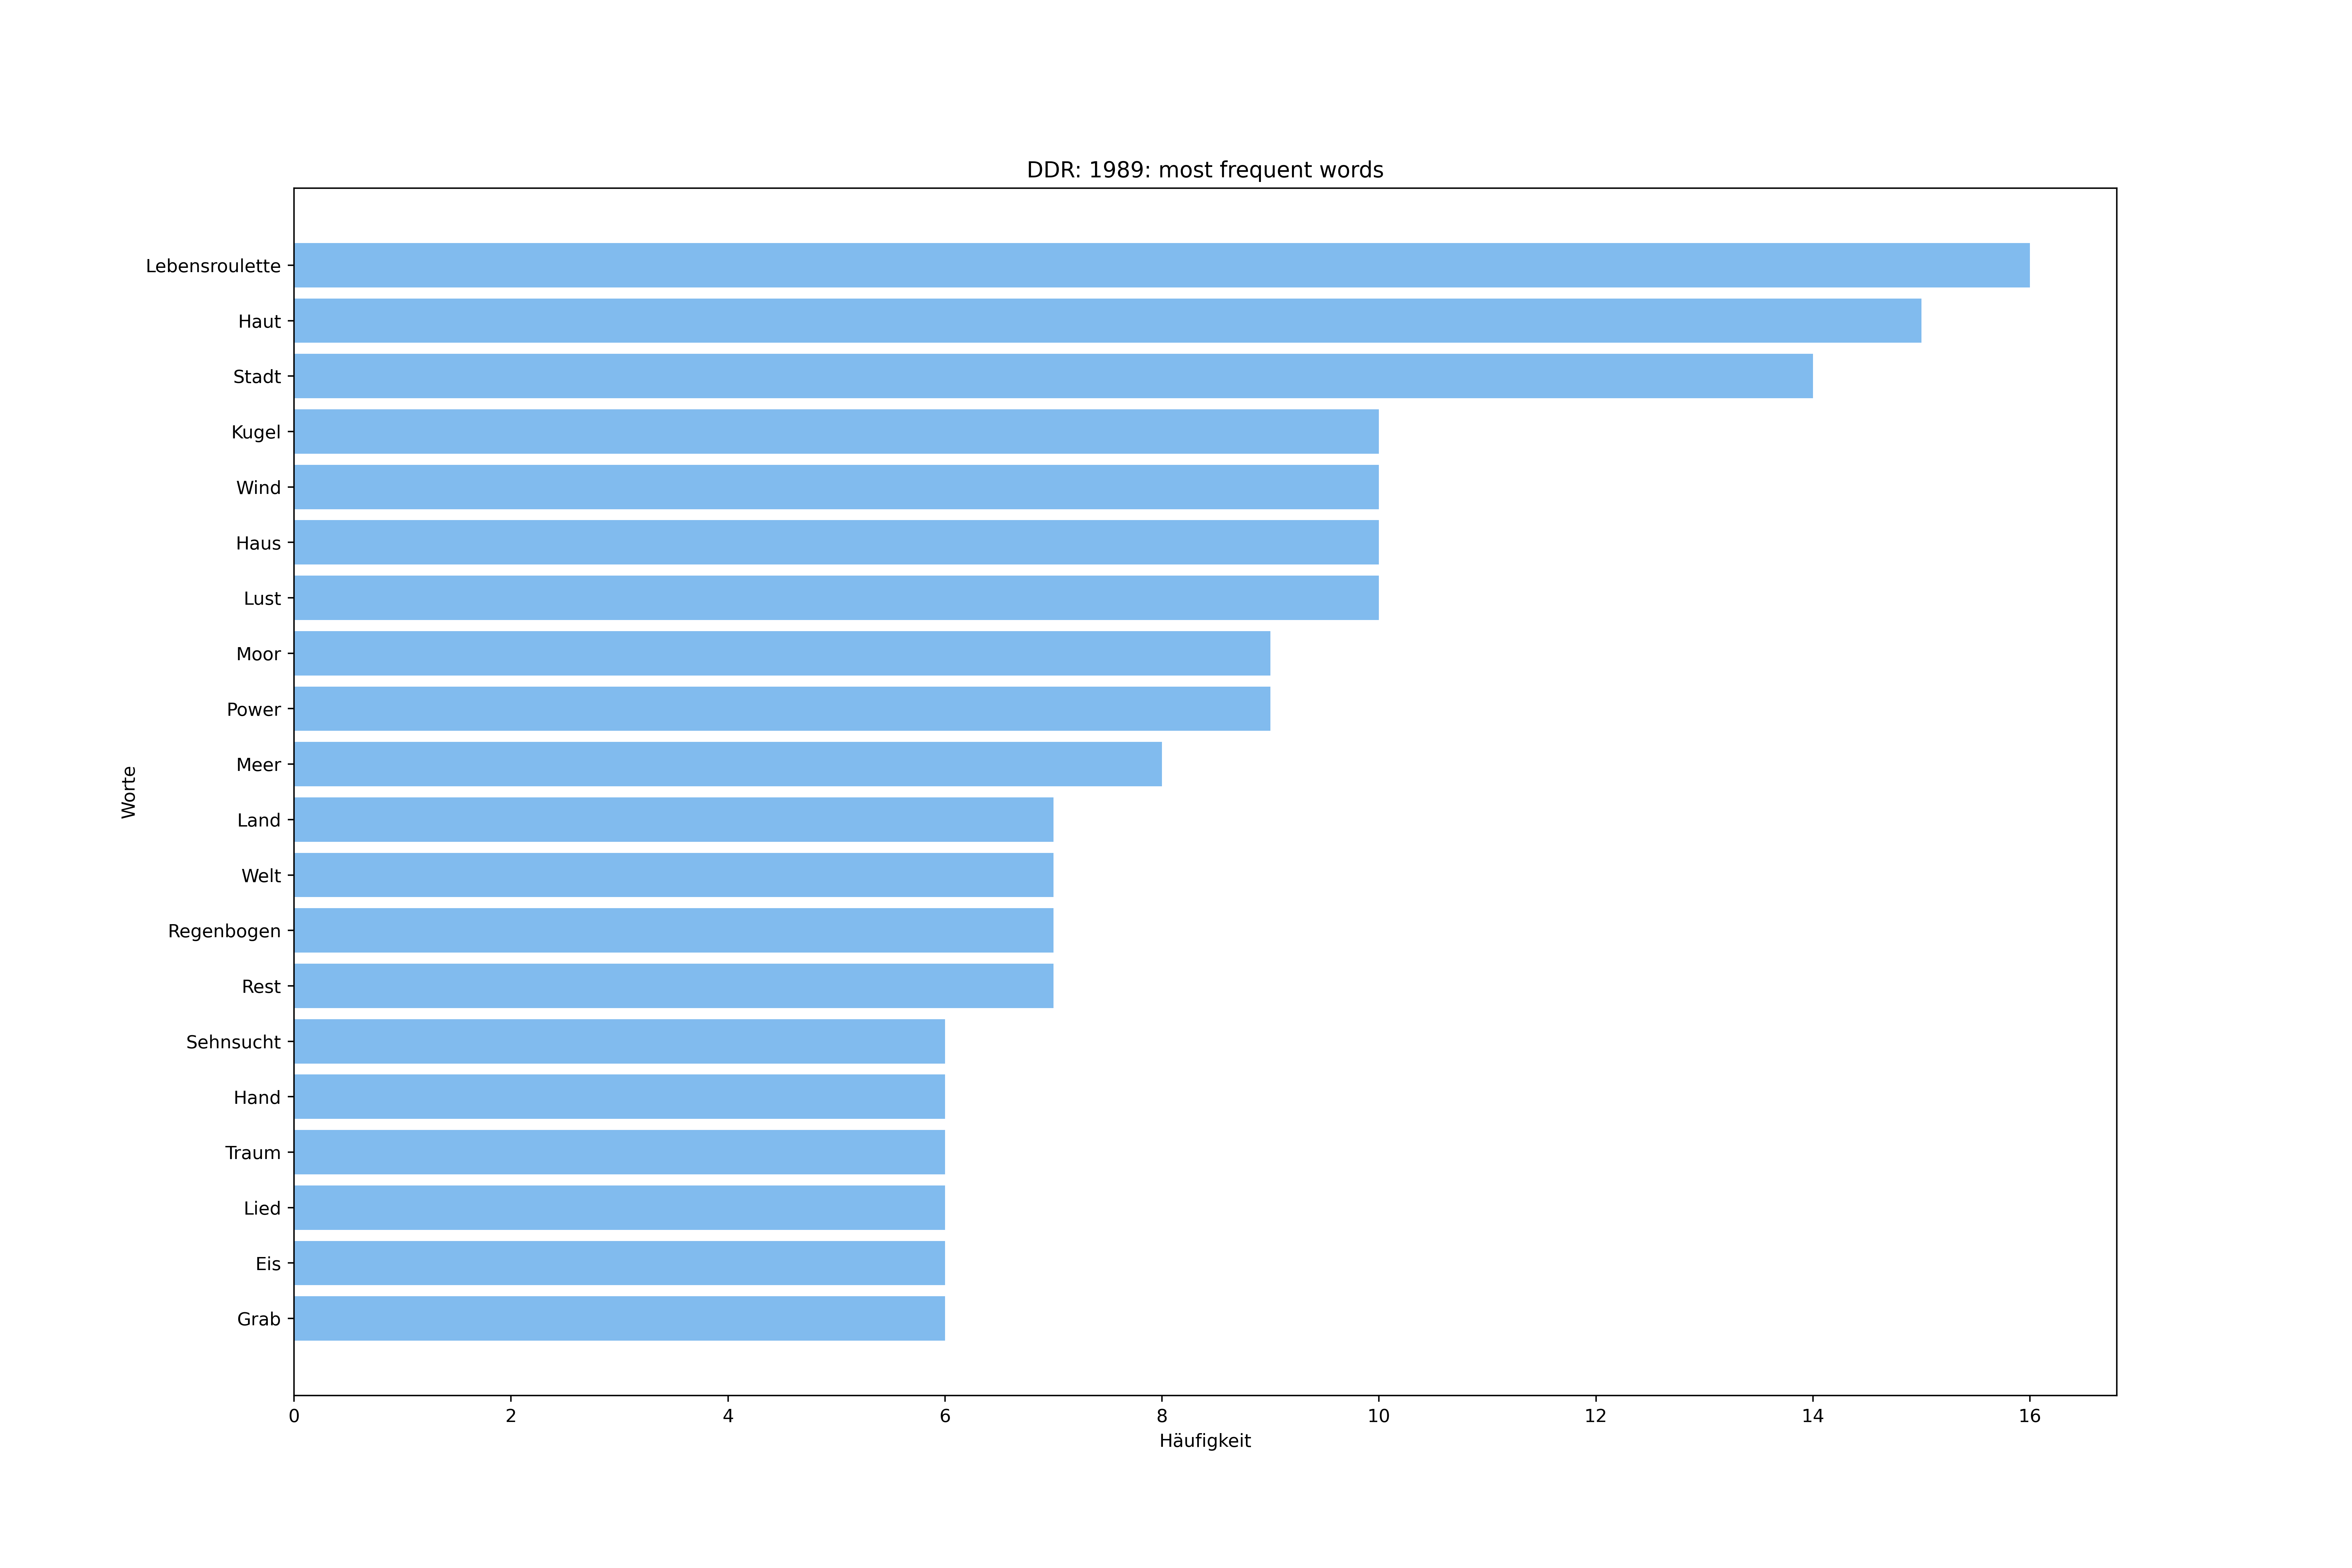 DDR: 1989: most frequent words
Lebensroulette
Haut
Stadt
Kugel
Wind
Haus
Lust
Moor
Power
Meer
Land
Welt
Regenbogen
Rest
Sehnsucht
Hand
Traum
Lied
Eis
Grab
Worte
0 2 4 6 8 10 12 14 16
Häufigkeit